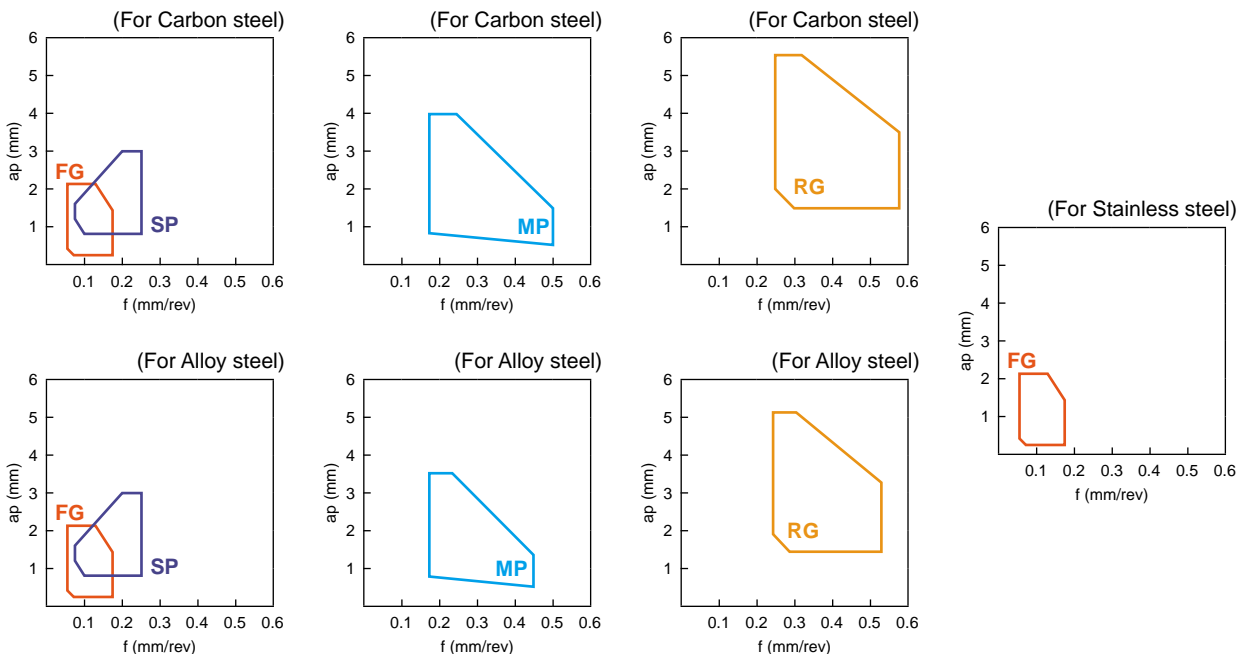 (For Carbon steel)
6
5
4
3
2
1
ap (mm)
FG
SP
0.1 0.2 0.3 0.4 0.5 0.6
f (mm/rev)
(For Carbon steel)
6
5
4
3
2
1
ap (mm)
MP
0.1 0.2 0.3 0.4 0.5 0.6
f (mm/rev)
(For Carbon steel)
6
5
4
3
2
1
ap (mm)
RG
0.1 0.2 0.3 0.4 0.5 0.6
f (mm/rev)
(For Stainless steel)
6
5
4
3
2
1
ap (mm)
FG
0.1 0.2 0.3 0.4 0.5 0.6
f (mm/rev)
(For Alloy steel)
6
5
4
3
2
1
ap (mm)
FG
SP
0.1 0.2 0.3 0.4 0.5 0.6
f (mm/rev)
(For Alloy steel)
6
5
4
3
2
1
ap (mm)
MP
0.1 0.2 0.3 0.4 0.5 0.6
f (mm/rev)
(For Alloy steel)
6
5
4
3
2
1
ap (mm)
RG
0.1 0.2 0.3 0.4 0.5 0.6
f (mm/rev)